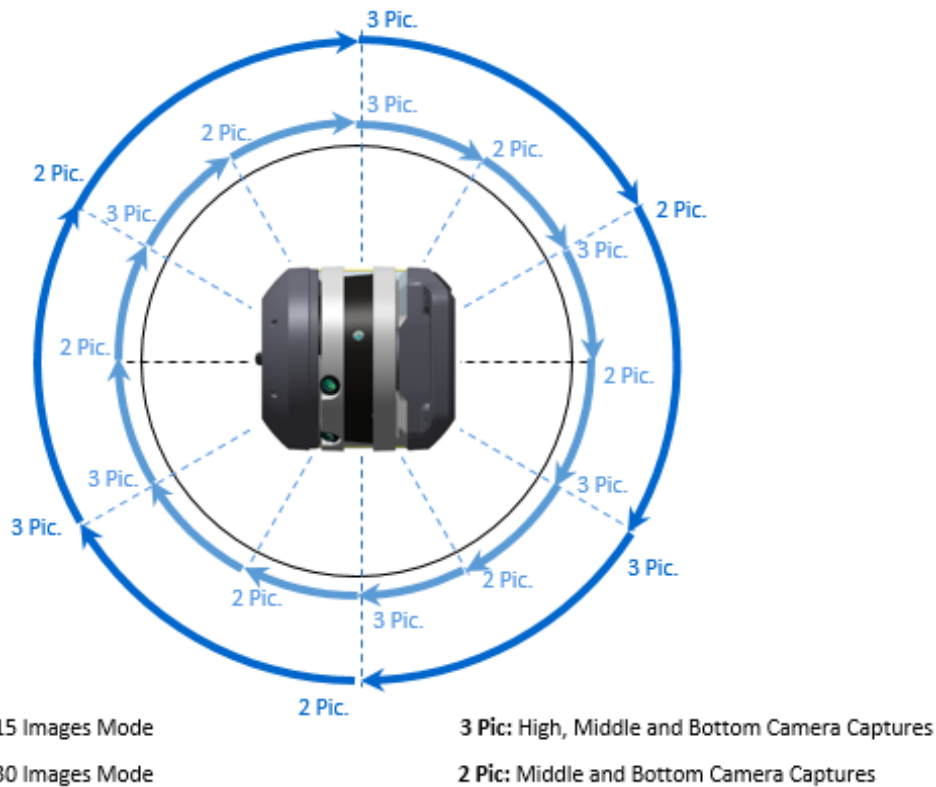 3 Pic.
3 Pic.
2 Pic.
2 Pic.
2 Pic.
3 Pic.
2 Pic.
3 Pic.
2 Pic.
2 Pic.
3 Pic.
3 Pic.
3 Pic.
3 Pic.
2 Pic.
2 Pic.
3 Pic.
2 Pic.
15 Images Mode
3 Pic: High, Middle and Bottom Camera Captures
30 Images Mode
2 Pic: Middle and Bottom Camera Captures